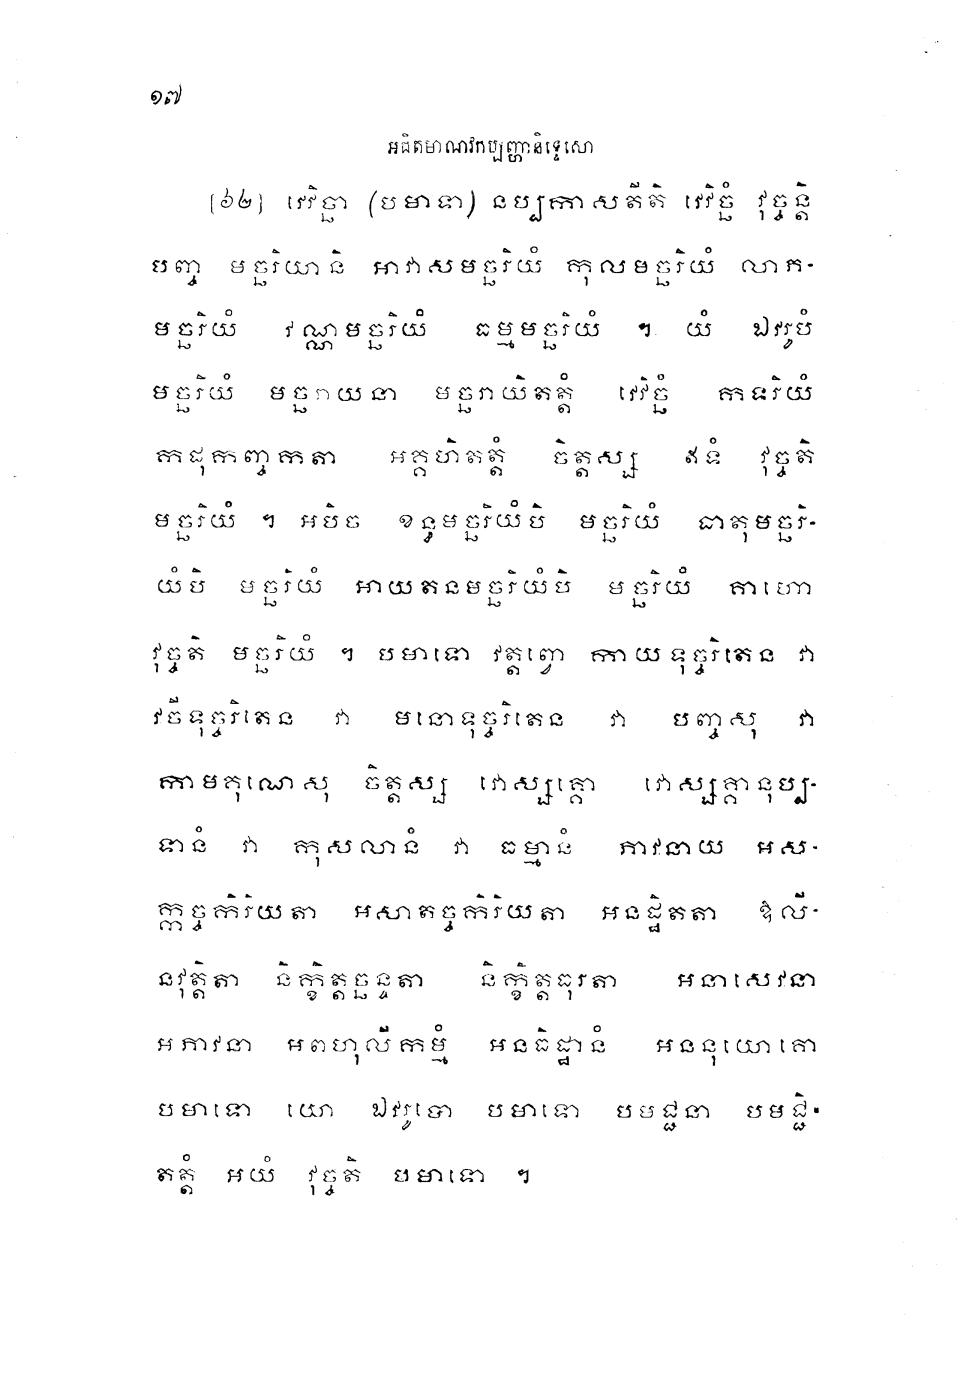 ១៧
អជិតមាណវកប្បញ្ហានិទ្ទេសោ
[៦២] វេវិច្ឆា (បមាទា) នប្បកាសតីតិ វេវិច្ឆំ វុច្ចន្តិ
បញ្ច មច្ឆរិយានិ អាវាសមច្ឆរិយំ កុលមច្ឆរិយំ លាភ-
មច្ឆរិយំ វណ្ណមច្ឆរិយំ ធម្មមច្ឆរិយំ ។ យំ ឯវរូបំ
មច្ឆរិយំ មច្ឆរាយនា មច្ឆរាយិតត្តំ វេវិច្ឆំ កទរិយំ
កដុកញ្ចកតា អគ្គហិតត្តំ ចិត្តស្ស ឥទំ វុច្ចតិ
មច្ឆរិយំ ។ អបិច ខន្ធមច្ឆរិយំបិ មច្ឆរិយំ ធាតុមច្ឆរិ-
យំបិ មច្ឆរិយំ អាយតនមច្ឆរិយំបិ មច្ឆរិយំ គាហោ
វុច្ចតិ មច្ឆរិយំ ។ បមាទោ វត្តព្វោ កាយទុច្ចរិតេន វា
វចីទុច្ចរិតេន វា មនោទុច្ចរិតេន វា បញ្ចសុ វា
កាមគុណេសុ ចិត្តស្ស វោស្សគ្គោ វោស្សគ្គានុប្ប-
ទានំ វា កុសលានំ វា ធម្មានំ ភាវនាយ អស-
ក្កច្ចកិរិយតា អសាតច្ចកិរិយតា អនដ្ឋិតតា ឱលី-
នវុត្តិតា និក្ខិត្តច្ឆន្ទតា និក្ខិត្តធុរតា អនាសេវនា
អភាវនា អពហុលីកម្មំ អនធិដ្ឋានំ អននុយោគោ
បមាទោ យោ ឯវរូបោ បមាទោ បមជ្ជនា បមជ្ជិ-
តត្តំ អយំ វុច្ចតិ បមាទោ ។